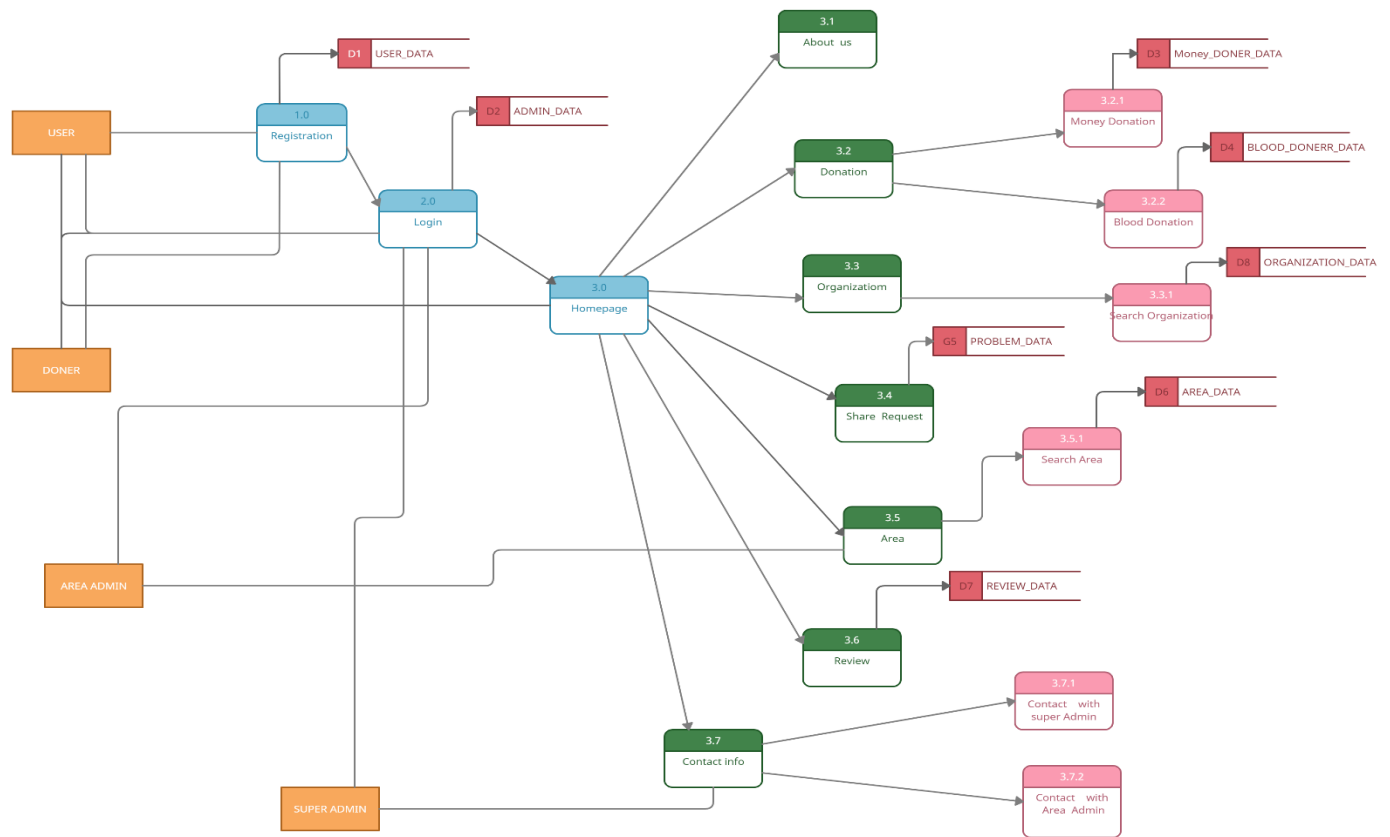 3.1
About us
D1 USER_DATA
D3 Money_DONER_DATA
3.2.1
Money Donation
D2 ADMIN_DATA
1.0
Registration
USER
3.2
Donation
D4 BLOOD_DONERR_DATA
2.0
Login
3.2.2
Blood Donation
3.3
Organizatiom
D8 ORGANIZATION_DATA
3.0
Homepage
3.3.1
Search Organization
G5 PROBLEM_DATA
DONER
3.4
Share Request
D6 AREA_DATA
3.5.1
Search Area
3.5
Area
AREA ADMIN
D7 REVIEW_DATA
3.6
Review
3.7.1
Contact with
super Admin
3.7
Contact info
3.7.2
Contact with
Area Admin
SUPER ADMIN